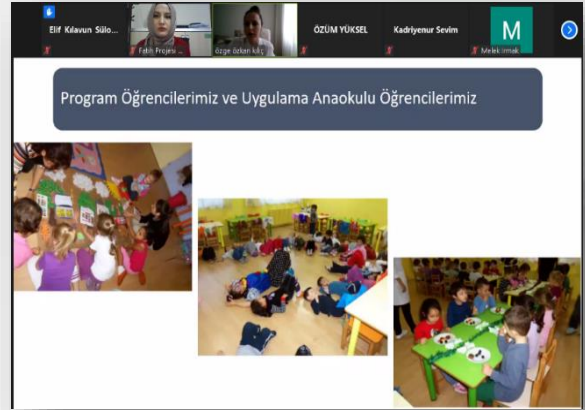 Elif Kılavun Sülo...
Fatih Projesi ...
özge özkan kılıç
ÖZÜM YÜKSEL
Kadriyenur Sevim
M
Melek Irmak
Program Öğrencilerimiz ve Uygulama Anaokulu Öğrencilerimiz